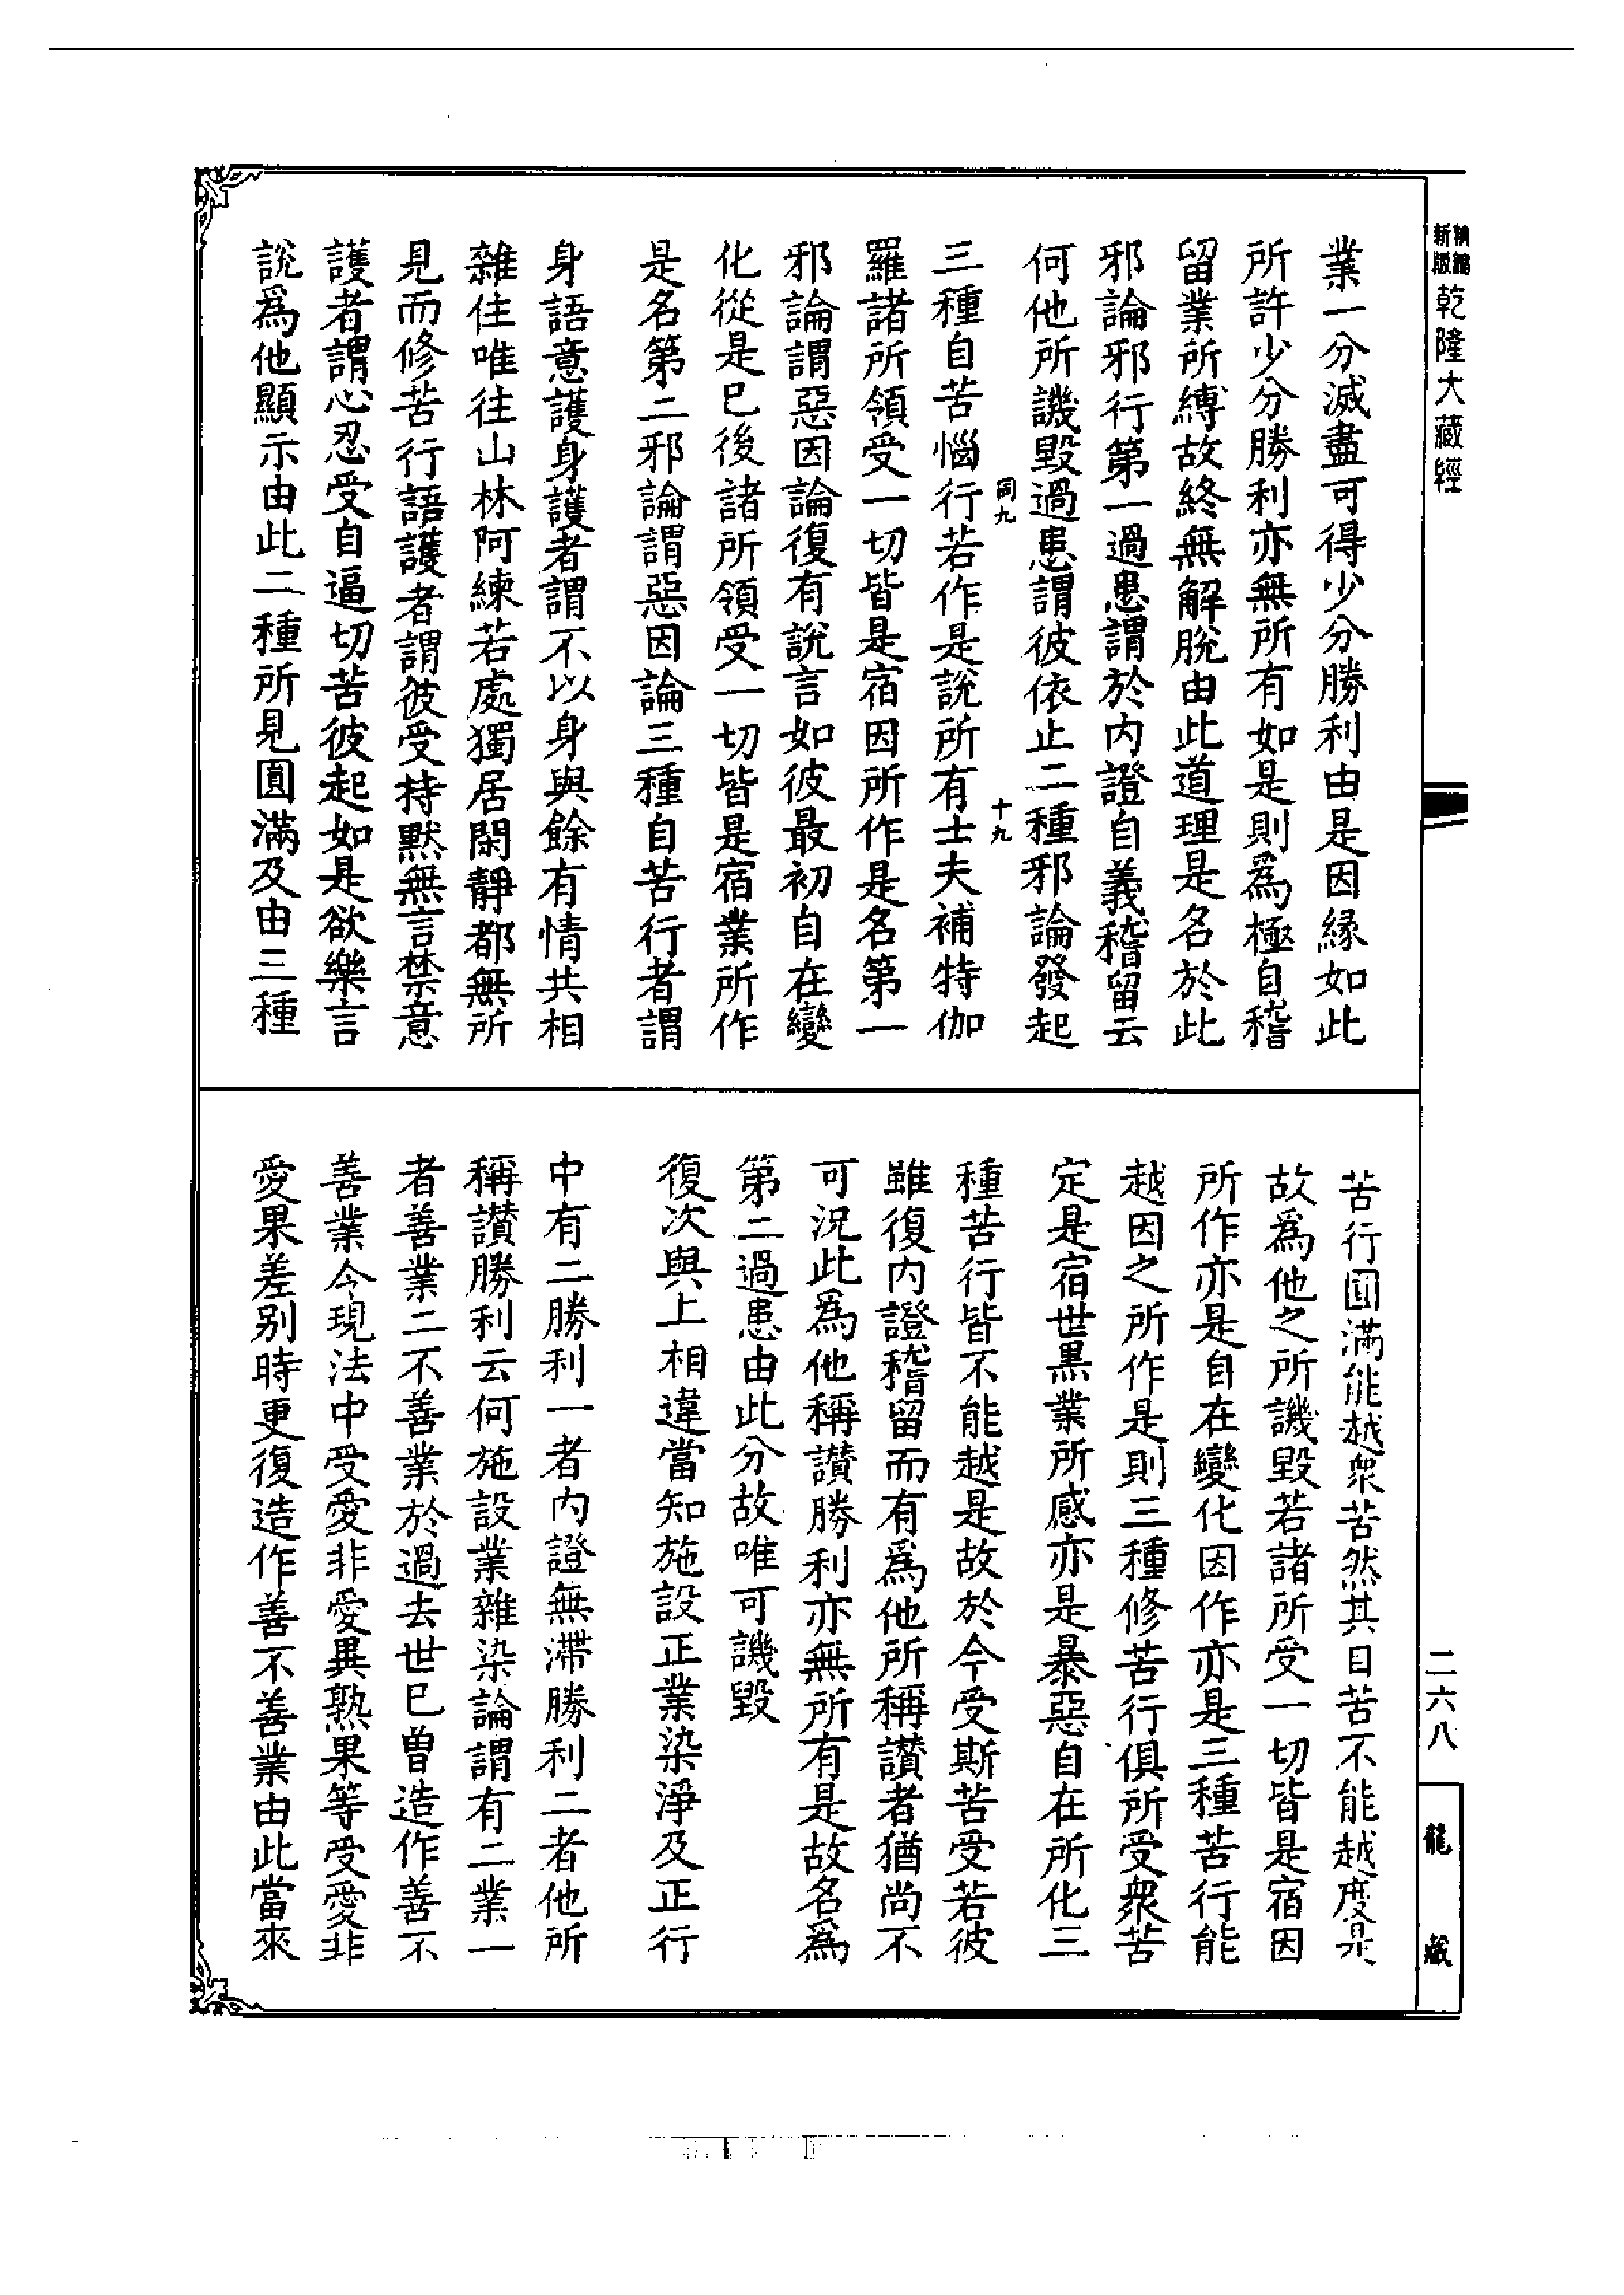 精縮新版乾隆大藏經
業一分滅盡可得少分勝利由是因緣如此
所許少分勝利亦無所有如是則爲極自稽
留業所縛故終無解脫由此道理是名於此
邪論邪行第一過患謂於內證自義稽留云
何他所譏毀過患謂彼依止二種邪論發起
同九
十九
三種自苦惱行若作是說所有士夫補特伽
羅諸所領受一切皆是宿因所作是名第一
邪論謂惡因論復有說言如彼最初自在變
化從是已後諸所領受一切皆是宿業所作
是名第二邪論謂惡因論三種自苦行者謂
身語意護身護者謂不以身與餘有情共相
雜住唯往山林阿練若處獨居閑靜都無所
見而修苦行語護者謂彼受持默無言禁意
護者謂心忍受自逼切苦彼起如是欲樂言
說爲他顯示由此二種所見圓滿及由三種
苦行圓滿能越衆苦然其自苦不能越度是
故爲他之所譏毀若諸所受一切皆是宿因
所作亦是自在變化因作亦是三種苦行能
越因之所作是則三種修苦行俱所受衆苦
定是宿世黑業所感亦是暴惡自在所化三
種苦行皆不能越是故於今受斯苦受若彼
雖復內證稽留而有爲他所稱讚者猶尚不
可況此爲他稱讚勝利亦無所有是故名爲
第二過患由此分故唯可譏毀
復次與上相違當知施設正業染淨及正行
中有二勝利一者內證無滯勝利二者他所
稱讚勝利云何施設業雜染論謂有二業一
者善業二不善業於過去世已曾造作善不
善業今現法中受愛非愛異熟果等受愛非
愛果差别時更復造作善不善業由此當來
二六八
龍藏